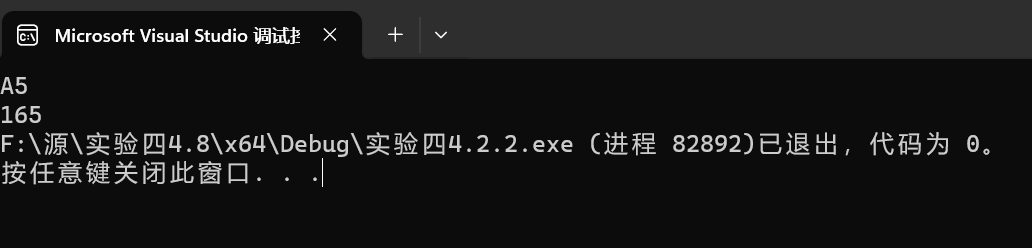 Microsoft Visual Studio 调试
A5
165
F:\源\实验四4.8\x64\Debug\实验四4.2.2.exe (进程 82892)已退出，代码为 0。
按任意键关闭此窗口. . .